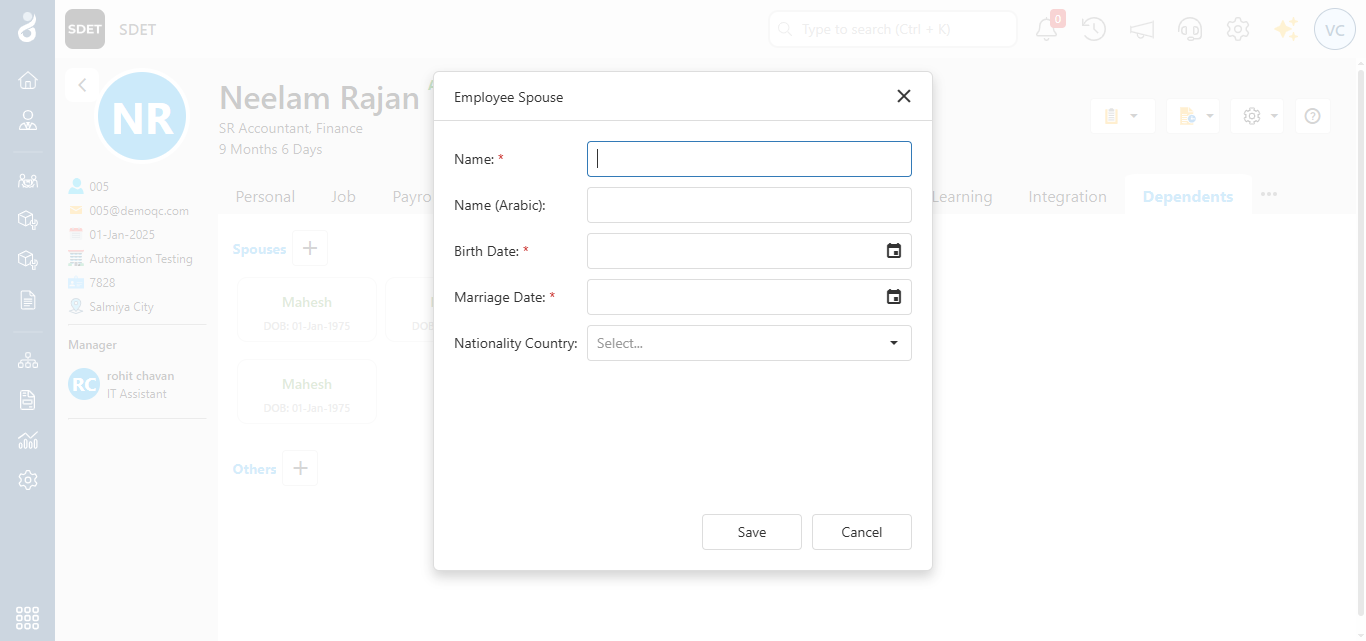 SDET
SDET
Type to search (Ctrl + K)
0
VC
NR
Neelam Rajan
SR Accountant, Finance
9 Months 6 Days
005
005@democqc.com
01-Jan-2025
Automation Testing
7828
Salmiya City
Manager
RC
rohit chavan
IT Assistant
Personal
Job
Payro
Learning
Integration
Dependents
Spouses
Mahesh
DOB: 01-Jan-1975
DOB:
Mahesh
DOB: 01-Jan-1975
Others
Employee Spouse
Name: *
Name (Arabic):
Birth Date: *
Marriage Date: *
Nationality Country:
Select...
Save
Cancel